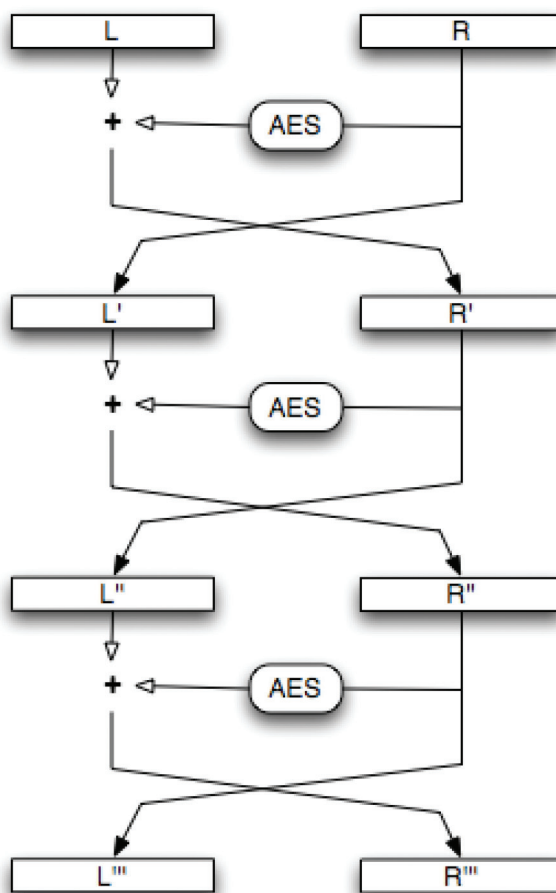 L R
+ AES
L' R'
+ AES
L" R"
+ AES
L''' R'''